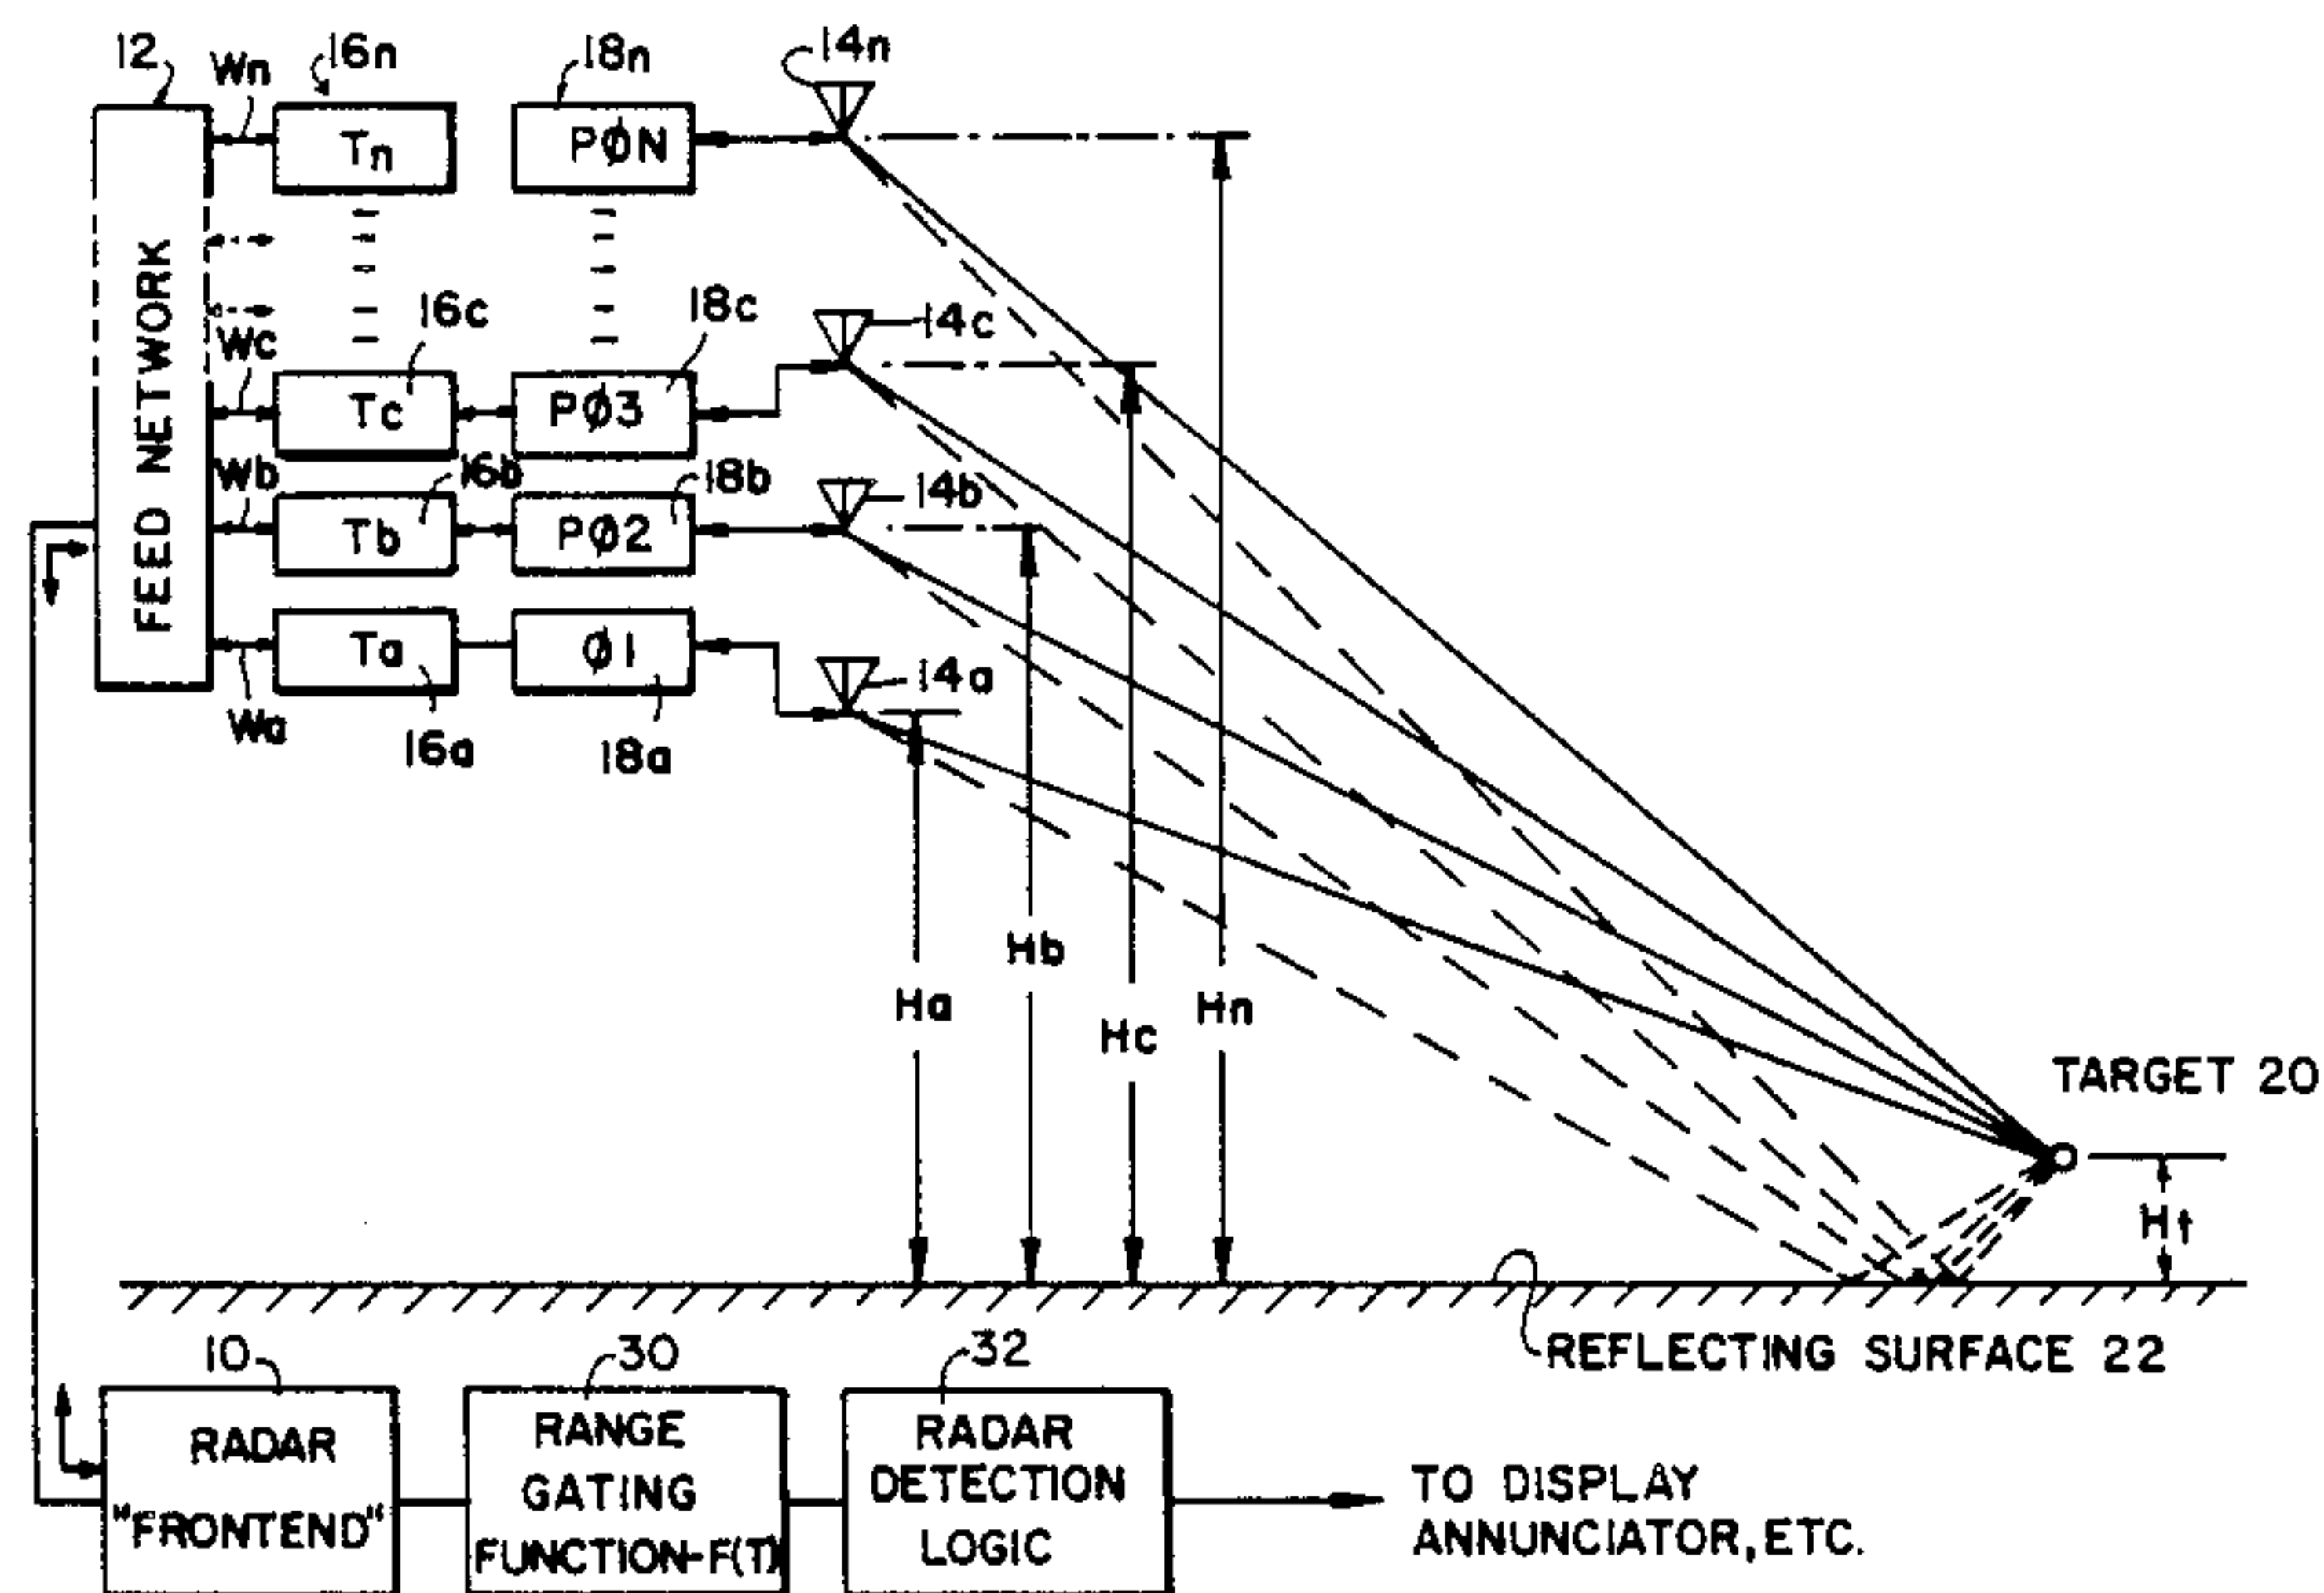 12
Wn
16n
18n
14n
Tn
PØN
FEED NETWORK
Wc
16c
18c
14c
Tc
PØ3
Wb
16b
18b
14b
Tb
PØ2
Ta
Ø1
14a
Wa
16a
18a
Ha
Hb
Hc
Hn
TARGET 20
Ht
REFLECTING SURFACE 22
10
30
32
RADAR
"FRONTEND"
RANGE
GATING
FUNCTION-F(T)
RADAR
DETECTION
LOGIC
TO DISPLAY
ANNUNCIATOR, ETC.